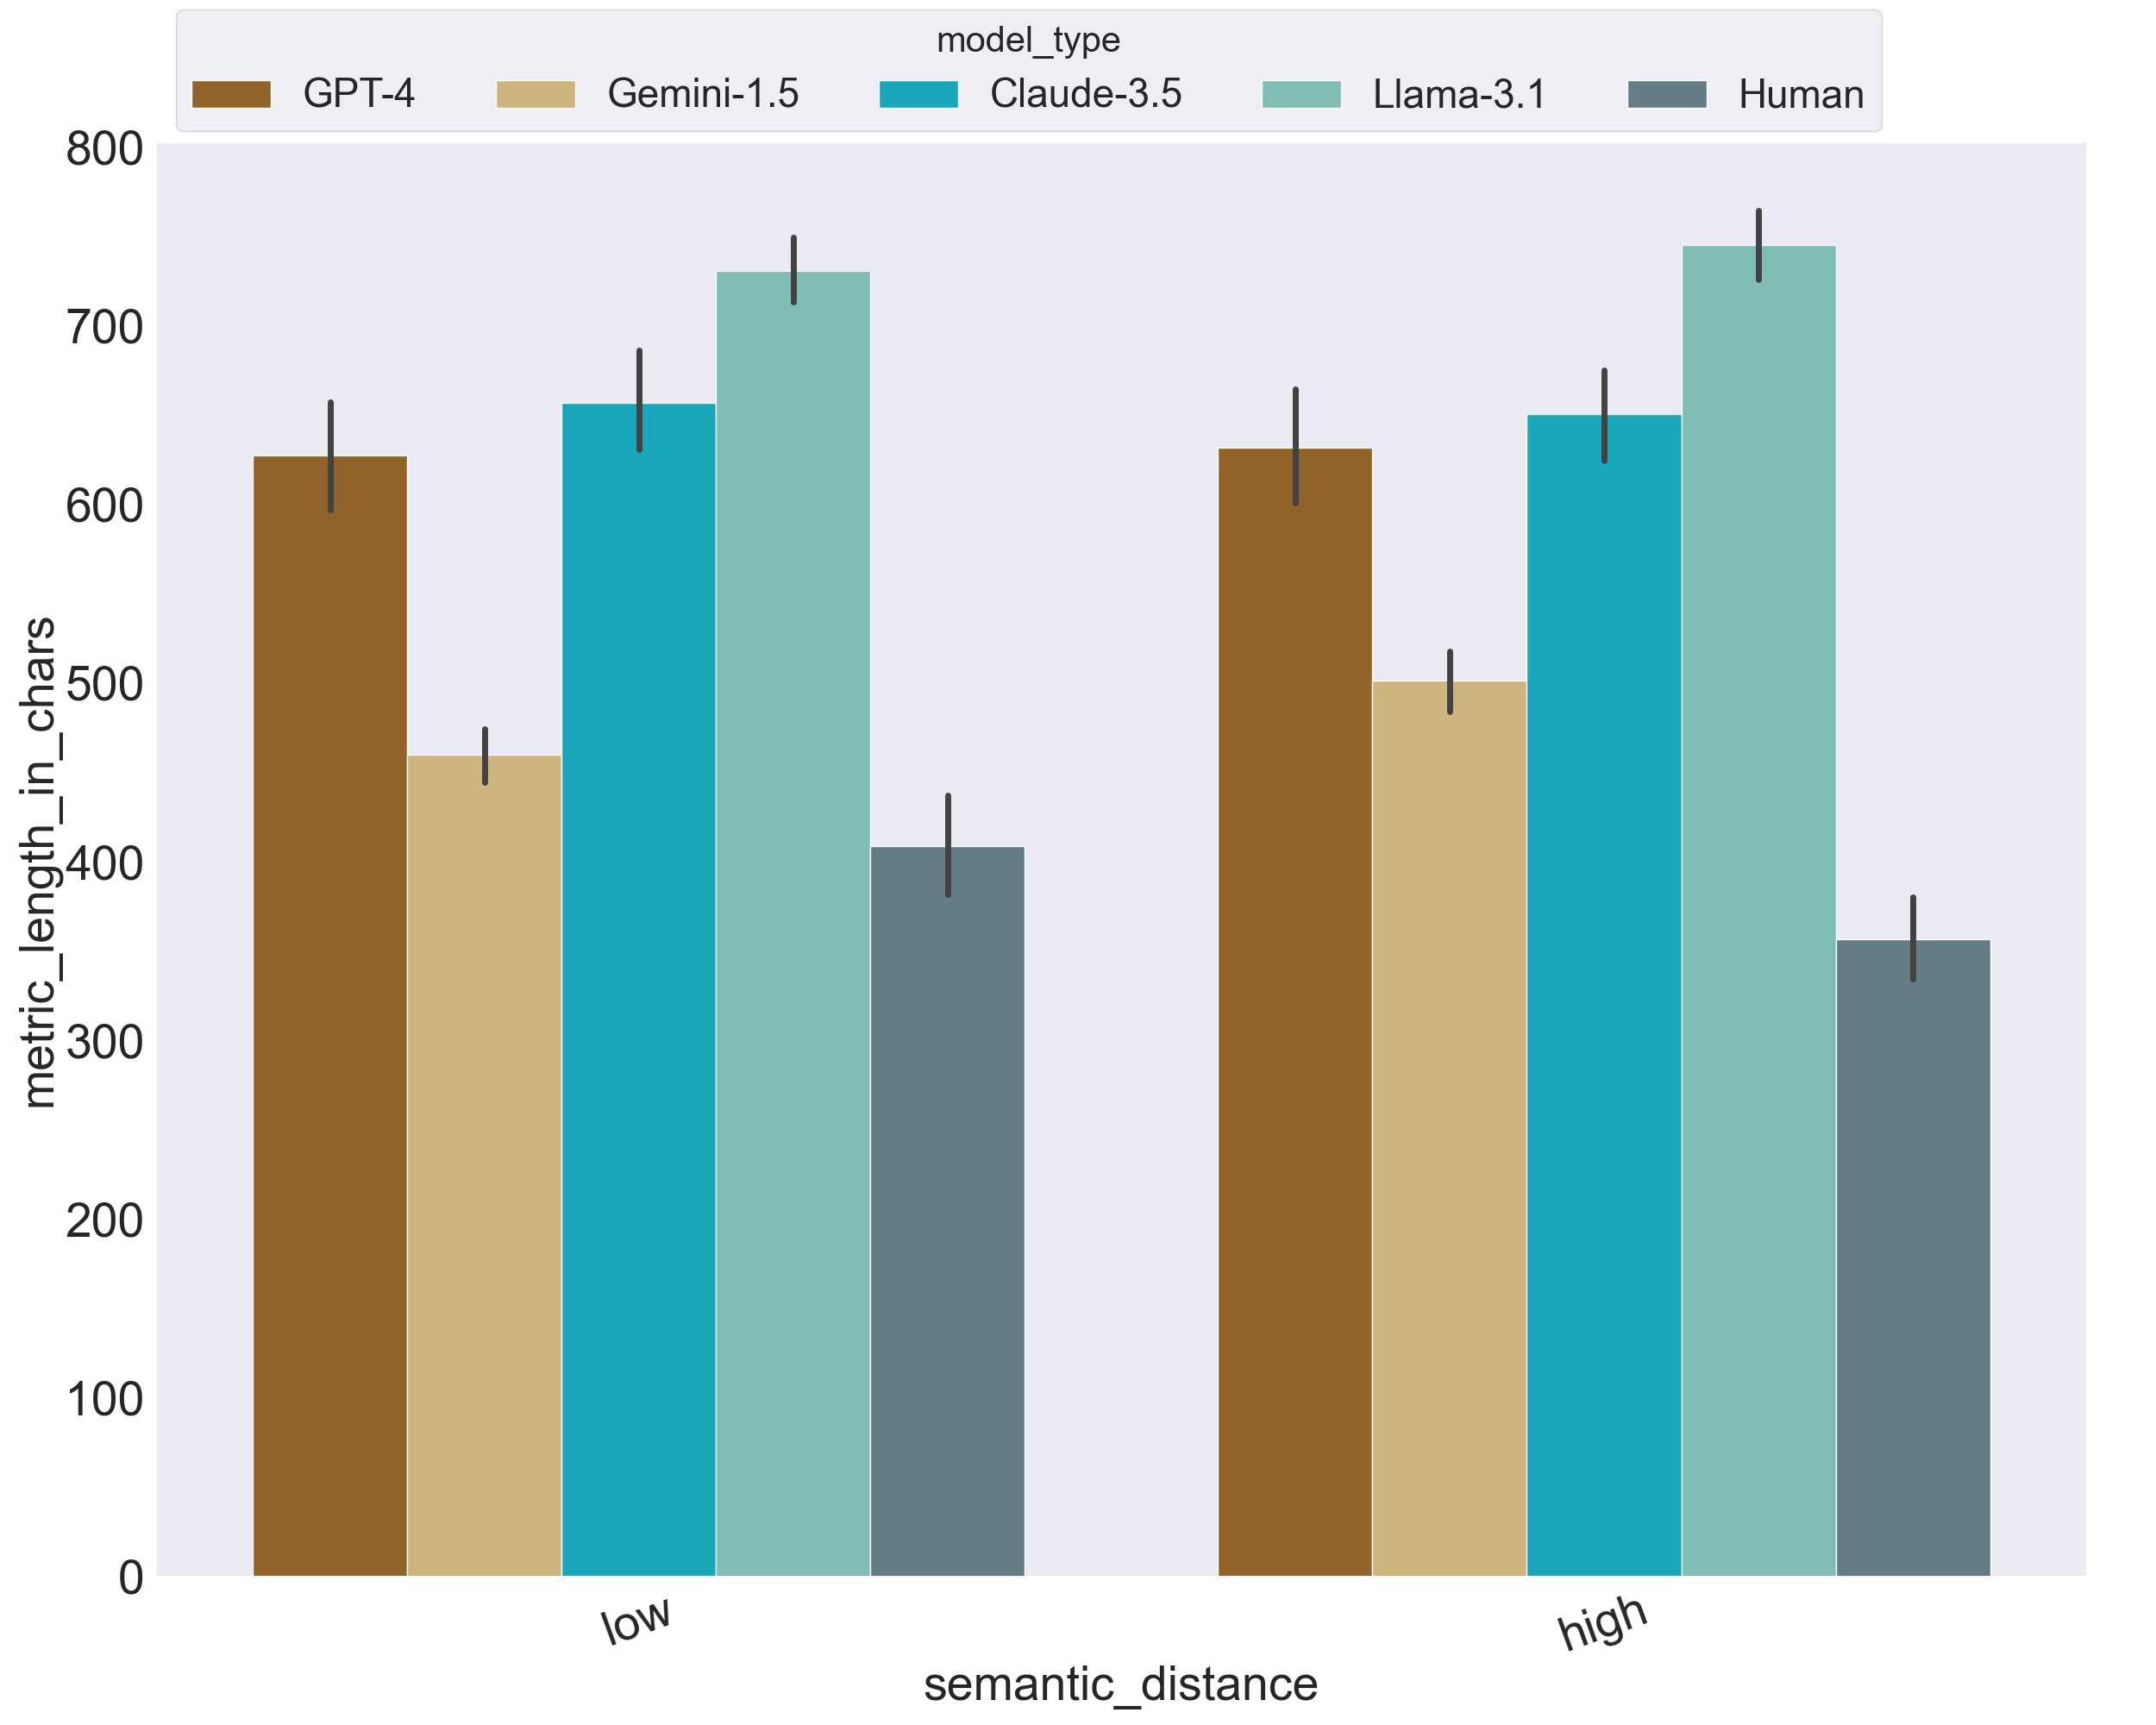 model_type
GPT-4 Gemini-1.5 Claude-3.5 Llama-3.1 Human
800
700
600
500
400
300
200
100
0
metric_length_in_chars
low high
semantic_distance